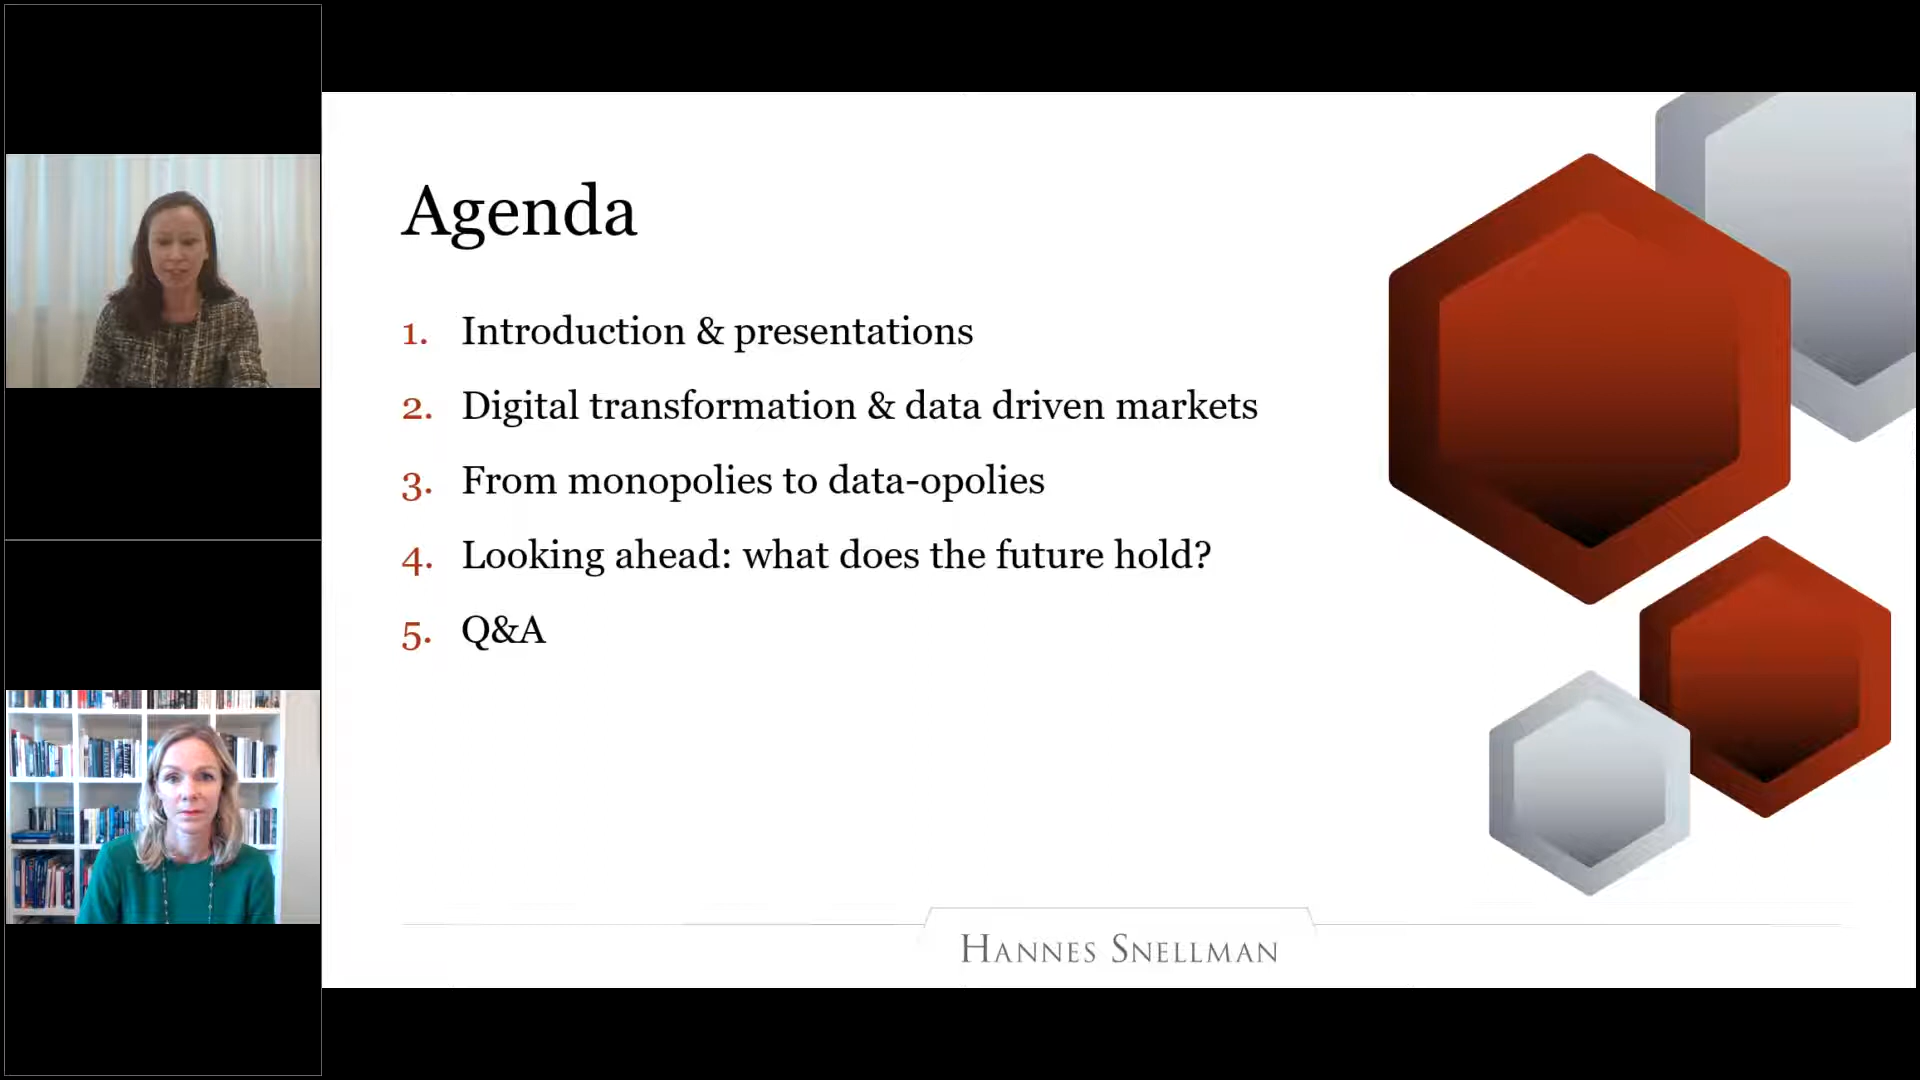 Agenda
1. Introduction & presentations
2. Digital transformation & data driven markets
3. From monopolies to data-opolies
4. Looking ahead: what does the future hold?
5. Q&A
HANNES SNELLMAN